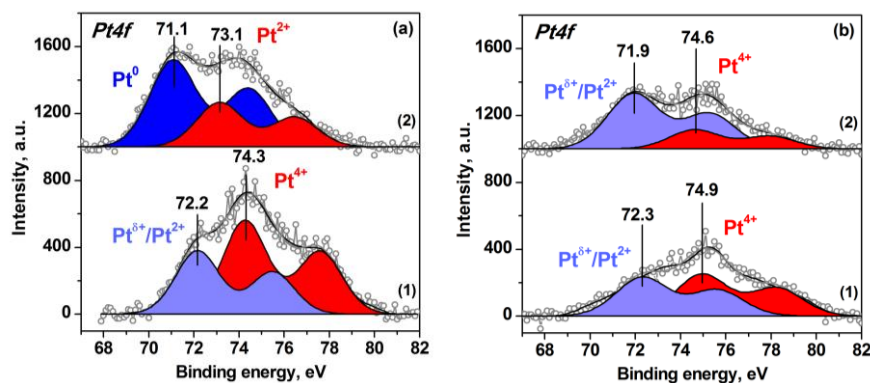 Pt4f
71.1
73.1
Pt²⁺
(a)
Pt⁰
(2)
74.3
72.2
Pt⁴⁺
Ptᵟ⁺/Pt²⁺
(1)
1600
1200
800
400
0
Intensity, a.u.
68 70 72 74 76 78 80 82
Binding energy, eV
Pt4f
71.9
74.6
(b)
Pt⁴⁺
Ptᵟ⁺/Pt²⁺
(2)
74.9
72.3
Pt⁴⁺
Ptᵟ⁺/Pt²⁺
(1)
1600
1200
800
400
0
Intensity, a.u.
68 70 72 74 76 78 80 82
Binding energy, eV